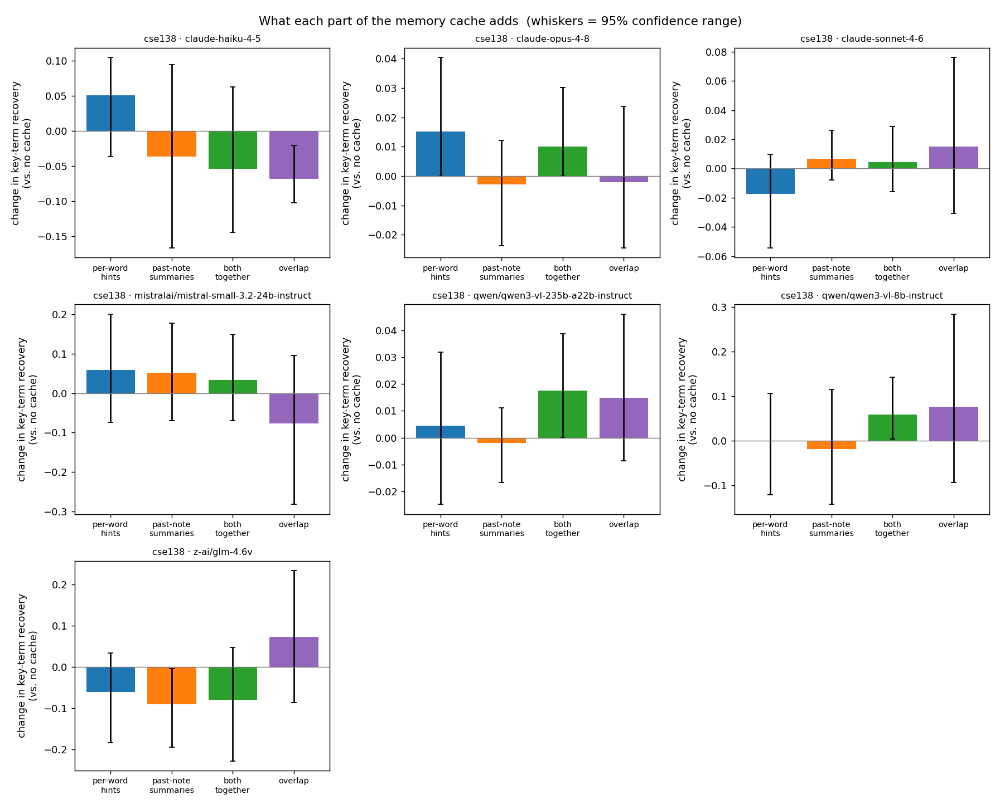 What each part of the memory cache adds  (whiskers = 95% confidence range)
cse138 · claude-haiku-4-5
change in key-term recovery
(vs. no cache)
0.10
0.05
0.00
−0.05
−0.10
−0.15
per-word
hints
past-note
summaries
both
together
overlap
cse138 · claude-opus-4-8
change in key-term recovery
(vs. no cache)
0.04
0.03
0.02
0.01
0.00
−0.01
−0.02
per-word
hints
past-note
summaries
both
together
overlap
cse138 · claude-sonnet-4-6
change in key-term recovery
(vs. no cache)
0.08
0.06
0.04
0.02
0.00
−0.02
−0.04
−0.06
per-word
hints
past-note
summaries
both
together
overlap
cse138 · mistralai/mistral-small-3.2-24b-instruct
change in key-term recovery
(vs. no cache)
0.2
0.1
0.0
−0.1
−0.2
−0.3
per-word
hints
past-note
summaries
both
together
overlap
cse138 · qwen/qwen3-vl-235b-a22b-instruct
change in key-term recovery
(vs. no cache)
0.04
0.03
0.02
0.01
0.00
−0.01
−0.02
per-word
hints
past-note
summaries
both
together
overlap
cse138 · qwen/qwen3-vl-8b-instruct
change in key-term recovery
(vs. no cache)
0.3
0.2
0.1
0.0
−0.1
per-word
hints
past-note
summaries
both
together
overlap
cse138 · z-ai/glm-4.6v
change in key-term recovery
(vs. no cache)
0.2
0.1
0.0
−0.1
−0.2
per-word
hints
past-note
summaries
both
together
overlap